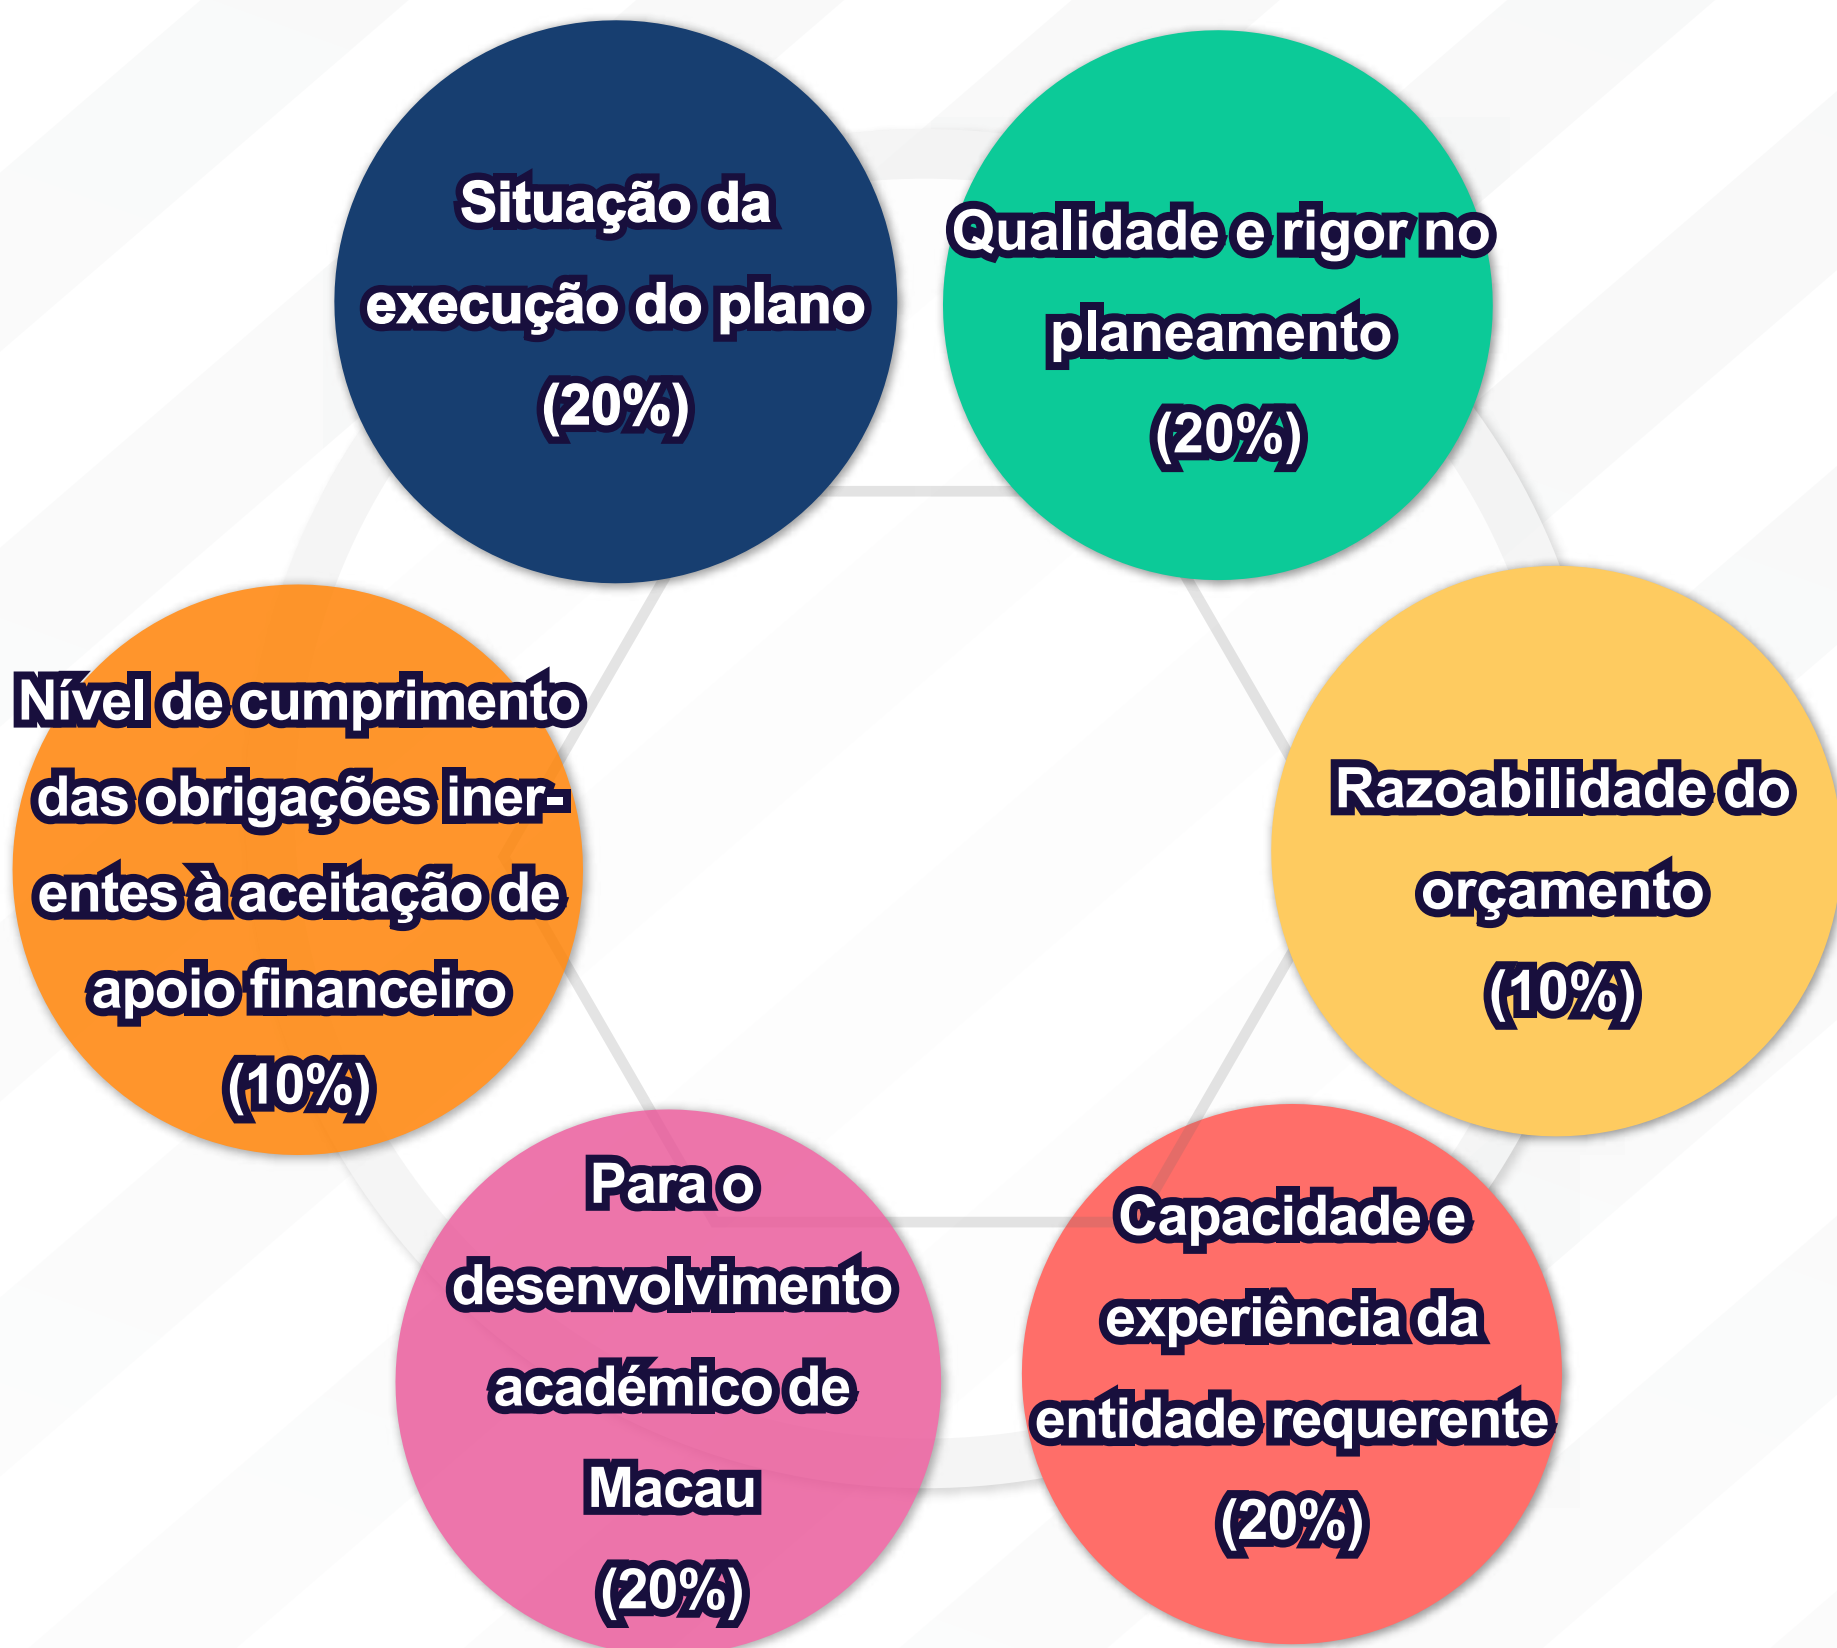 Situação da
execução do plano
(20%)
Qualidade e rigor no
planeamento
(20%)
Razoabilidade do
orçamento
(10%)
Capacidade e
experiência da
entidade requerente
(20%)
Para o
desenvolvimento
académico de
Macau
(20%)
Nível de cumprimento
das obrigações iner-
entes à aceitação de
apoio financeiro
(10%)